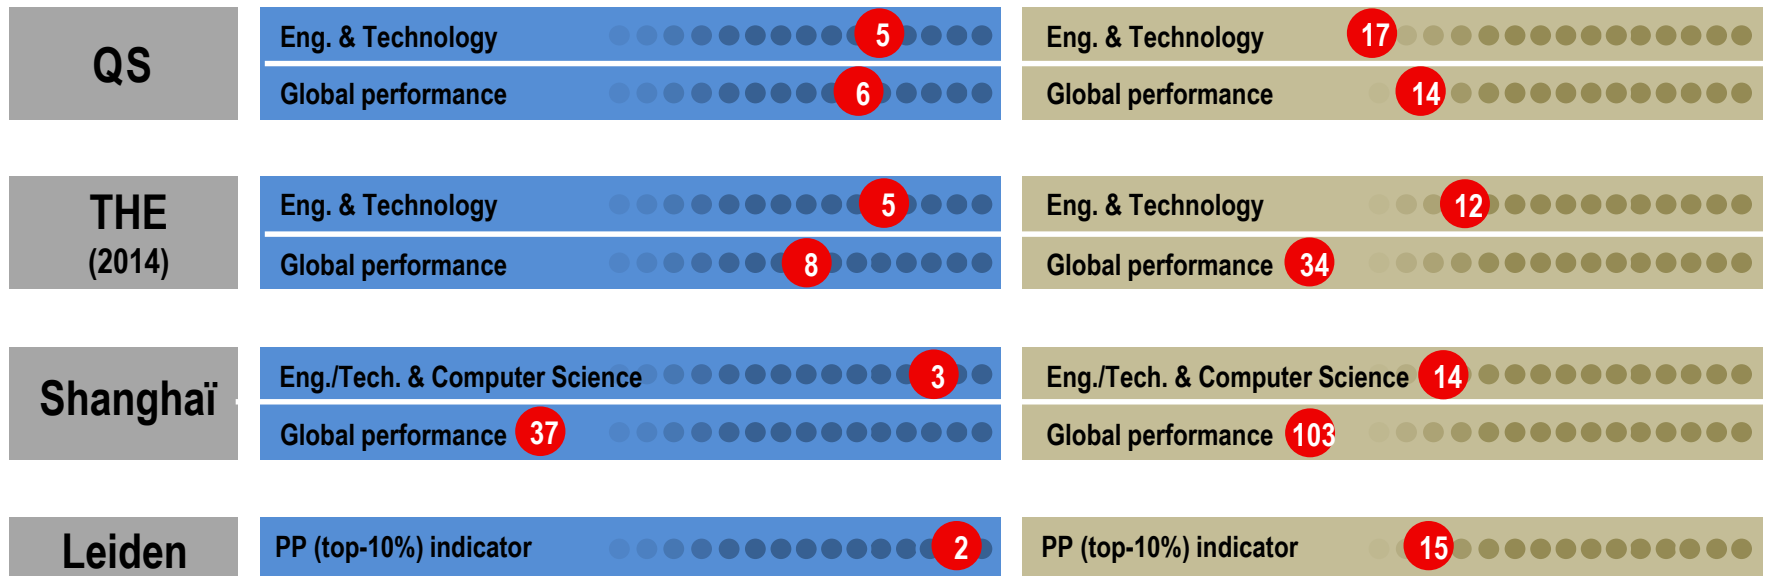 QS
Eng. & Technology 5
Eng. & Technology 17
Global performance 6
Global performance 14
THE
(2014)
Eng. & Technology 5
Eng. & Technology 12
Global performance 8
Global performance 34
Shanghaï
Eng./Tech. & Computer Science 3
Eng./Tech. & Computer Science 14
Global performance 37
Global performance 103
Leiden
PP (top-10%) indicator 2
PP (top-10%) indicator 15